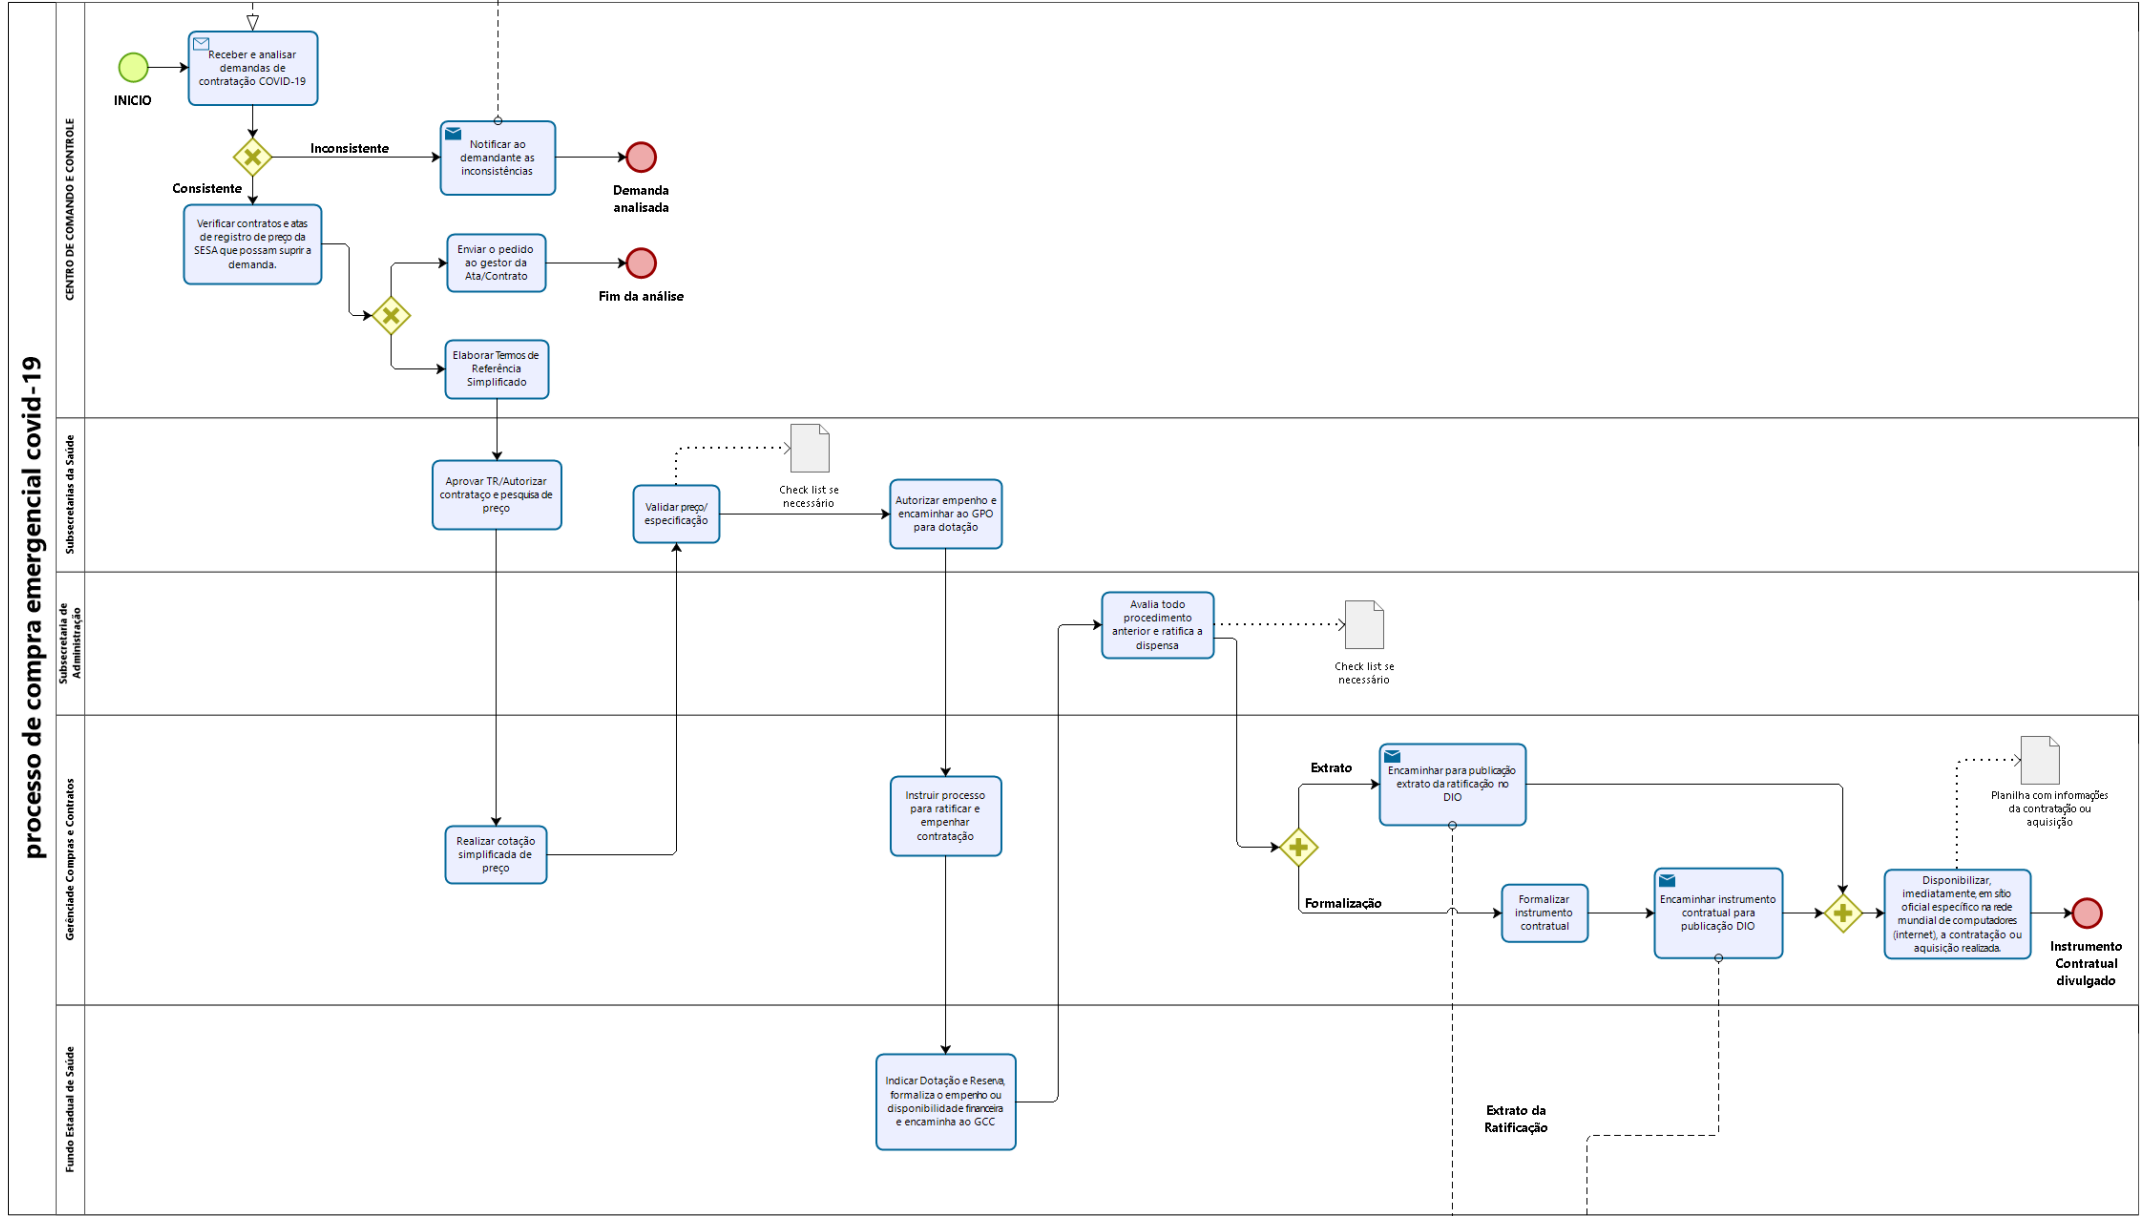 processo de compra emergencial covid-19
CENTRO DE COMANDO E CONTROLE
INICIO
Receber e analisar
demandas de
contratação COVID-19
Inconsistente
Consistente
Notificar ao
demandante as
inconsistências
Demanda
analisada
Verificar contratos e atas
de registro de preço da
SESA que possam suprir a
demanda.
Enviar o pedido
ao gestor da
Ata/Contrato
Fim da análise
Elaborar Termos de
Referência
Simplificado
Subsecretarias da Saúde
Aprovar TR/Autorizar
contrataço e pesquisa de
preço
Validar preço/
especificação
Check list se
necessário
Autorizar empenho e
encaminhar ao GPO
para dotação
Subsecretaria de
Administração
Avalia todo
procedimento
anterior e ratifica a
dispensa
Check list se
necessário
Gerênciade Compras e Contratos
Realizar cotação
simplificada de
preço
Instruir processo
para ratificar e
empenhar
contratação
Extrato
Encaminhar para publicação
extrato da ratificação no
DIO
Formalização
Formalizar
instrumento
contratual
Encaminhar instrumento
contratual para
publicação DIO
Planilha com informações
da contratação ou
aquisição
Disponibilizar,
imediatamente, em sítio
oficial específico na rede
mundial de computadores
(internet), a contratação ou
aquisição realizada.
Instrumento
Contratual
divulgado
Fundo Estadual de Saúde
Indicar Dotação e Reserva,
formaliza o empenho ou
disponibilidade financeira
e encaminha ao GCC
Extrato da
Ratificação